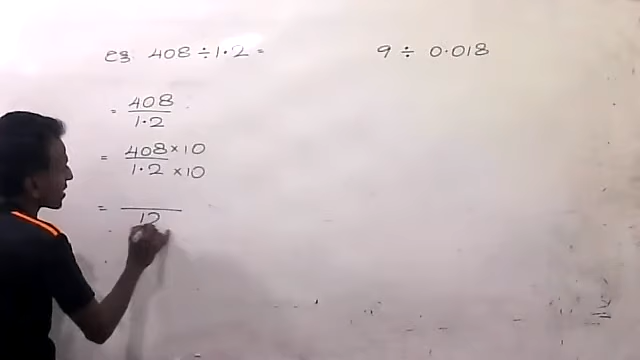 eg. 408 ÷ 1.2 =
9 ÷ 0.018
= 408/1.2
= 408 × 10/1.2 × 10
= /12